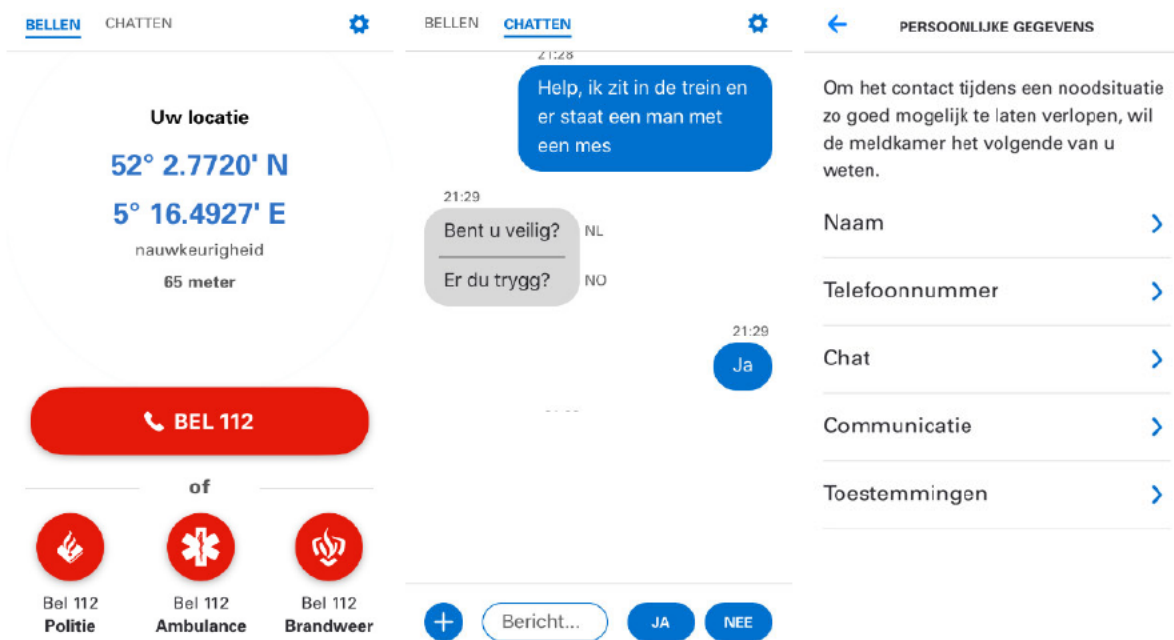 BELLEN CHATTEN
Uw locatie
52° 2.7720' N
5° 16.4927' E
nauwkeurigheid
65 meter
BEL 112
of
Bel 112
Politie
Bel 112
Ambulance
Bel 112
Brandweer
BELLEN CHATTEN
21:28
Help, ik zit in de trein en
er staat een man met
een mes
21:29
Bent u veilig? NL
Er du trygg? NO
21:29
Ja
Bericht...
JA
NEE
PERSOONLIJKE GEGEVENS
Om het contact tijdens een noodsituatie
zo goed mogelijk te laten verlopen, wil
de meldkamer het volgende van u
weten.
Naam
Telefoonnummer
Chat
Communicatie
Toestemmingen